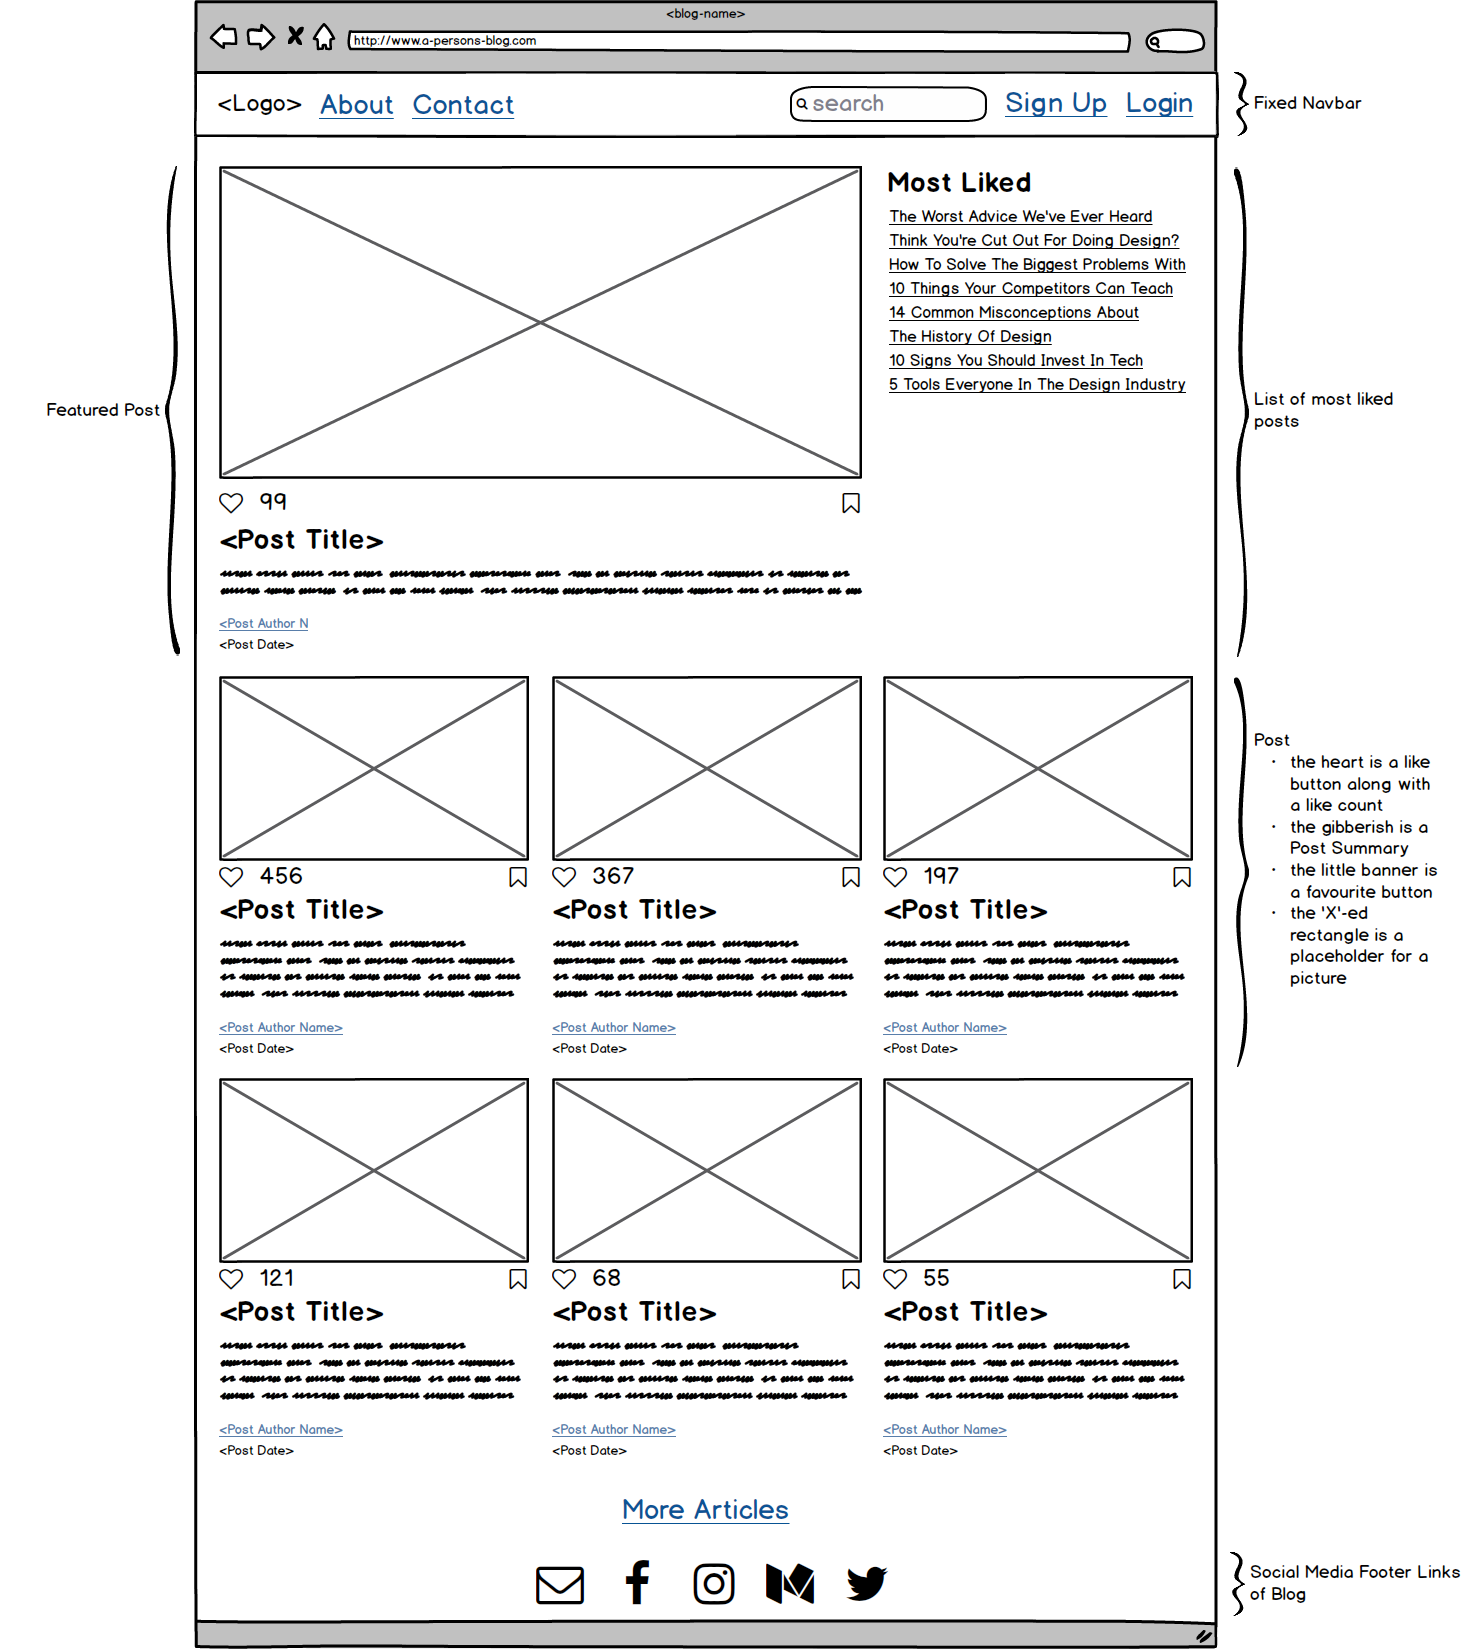 <blog-name>
http://www.a-persons-blog.com
<Logo> About Contact search Sign Up Login
Fixed Navbar
Featured Post
Most Liked
The Worst Advice We've Ever Heard
Think You're Cut Out For Doing Design?
How To Solve The Biggest Problems With
10 Things Your Competitors Can Teach
14 Common Misconceptions About
The History Of Design
10 Signs You Should Invest In Tech
5 Tools Everyone In The Design Industry
List of most liked
posts
99
<Post Title>
<Post Author N
<Post Date>
456 367 197
<Post Title> <Post Title> <Post Title>
<Post Author Name> <Post Author Name> <Post Author Name>
<Post Date> <Post Date> <Post Date>
Post
· the heart is a like
button along with
a like count
· the gibberish is a
Post Summary
· the little banner is
a favourite button
· the 'X'-ed
rectangle is a
placeholder for a
picture
121 68 55
<Post Title> <Post Title> <Post Title>
<Post Author Name> <Post Author Name> <Post Author Name>
<Post Date> <Post Date> <Post Date>
More Articles
Social Media Footer Links
of Blog